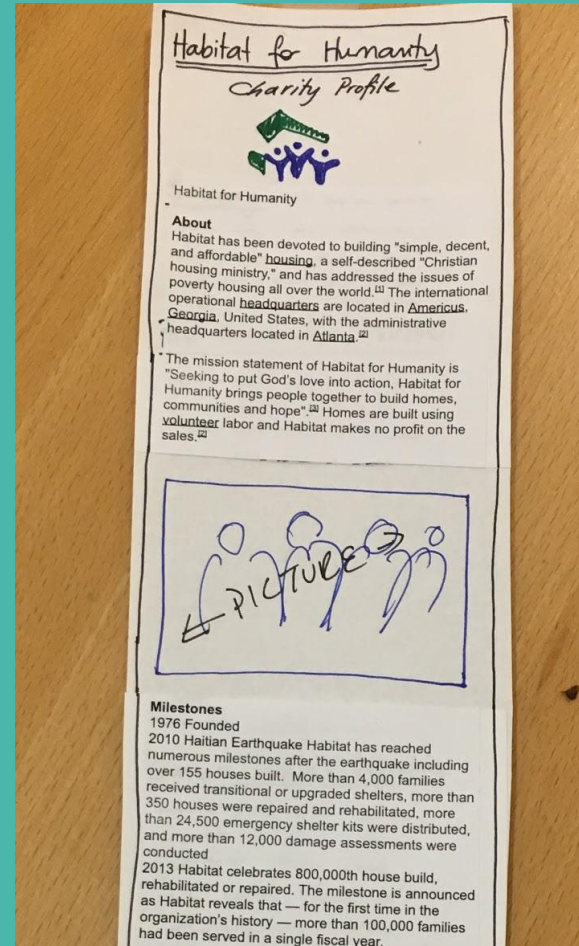 Habitat for Humanity
Charity Profile
Habitat for Humanity
About
Habitat has been devoted to building "simple, decent,
and affordable" housing, a self-described "Christian
housing ministry," and has addressed the issues of
poverty housing all over the world.[1] The international
operational headquarters are located in Americus,
Georgia, United States, with the administrative
headquarters located in Atlanta.[2]
The mission statement of Habitat for Humanity is
"Seeking to put God's love into action, Habitat for
Humanity brings people together to build homes,
communities and hope".[3] Homes are built using
volunteer labor and Habitat makes no profit on the
sales.[2]
PICTURE
Milestones
1976 Founded
2010 Haitian Earthquake Habitat has reached
numerous milestones after the earthquake including
over 155 houses built. More than 4,000 families
received transitional or upgraded shelters, more than
350 houses were repaired and rehabilitated, more
than 24,500 emergency shelter kits were distributed,
and more than 12,000 damage assessments were
conducted
2013 Habitat celebrates 800,000th house build,
rehabilitated or repaired. The milestone is announced
as Habitat reveals that — for the first time in the
organization's history — more than 100,000 families
had been served in a single fiscal year.